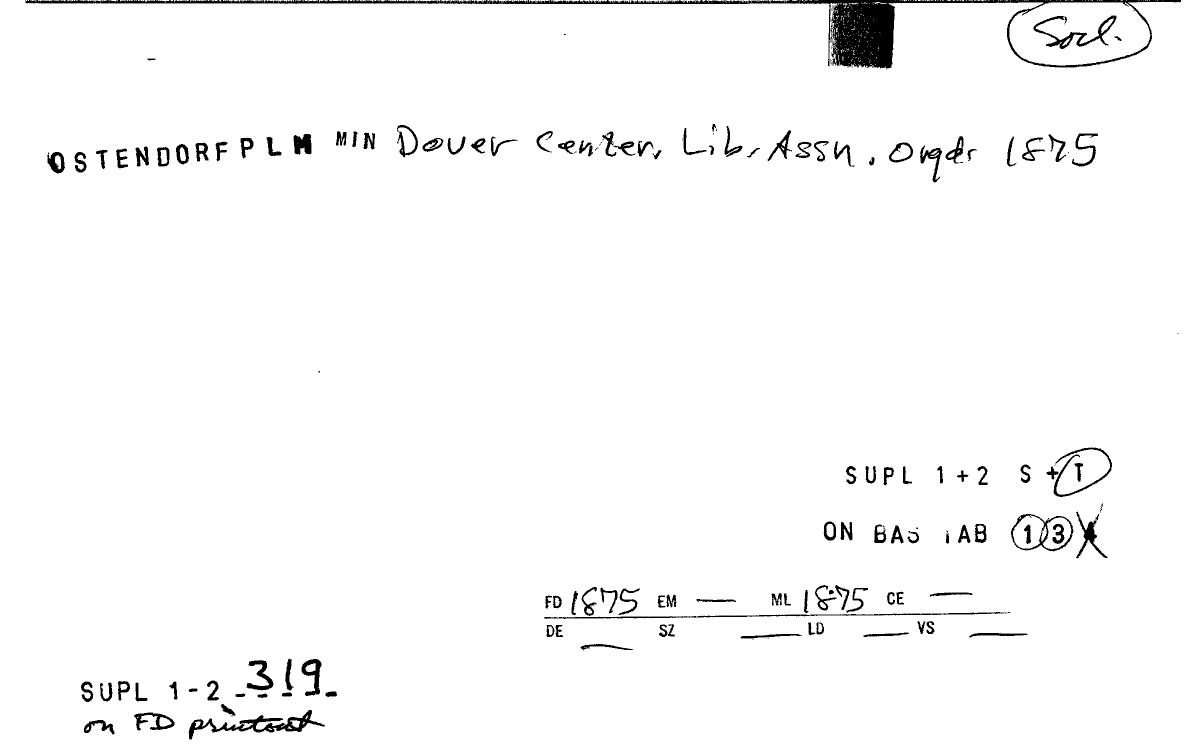 Socl.
OSTENDORFPLM MIN Dover Center, Lib. Assn. Orgdr 1875
SUPL 1+2 S +T
ON BAS TAB 1 3
FD 1875 EM — ML 1875 CE —
DE — SZ — LD — VS —
SUPL 1-2 - 319 -
on FD printout